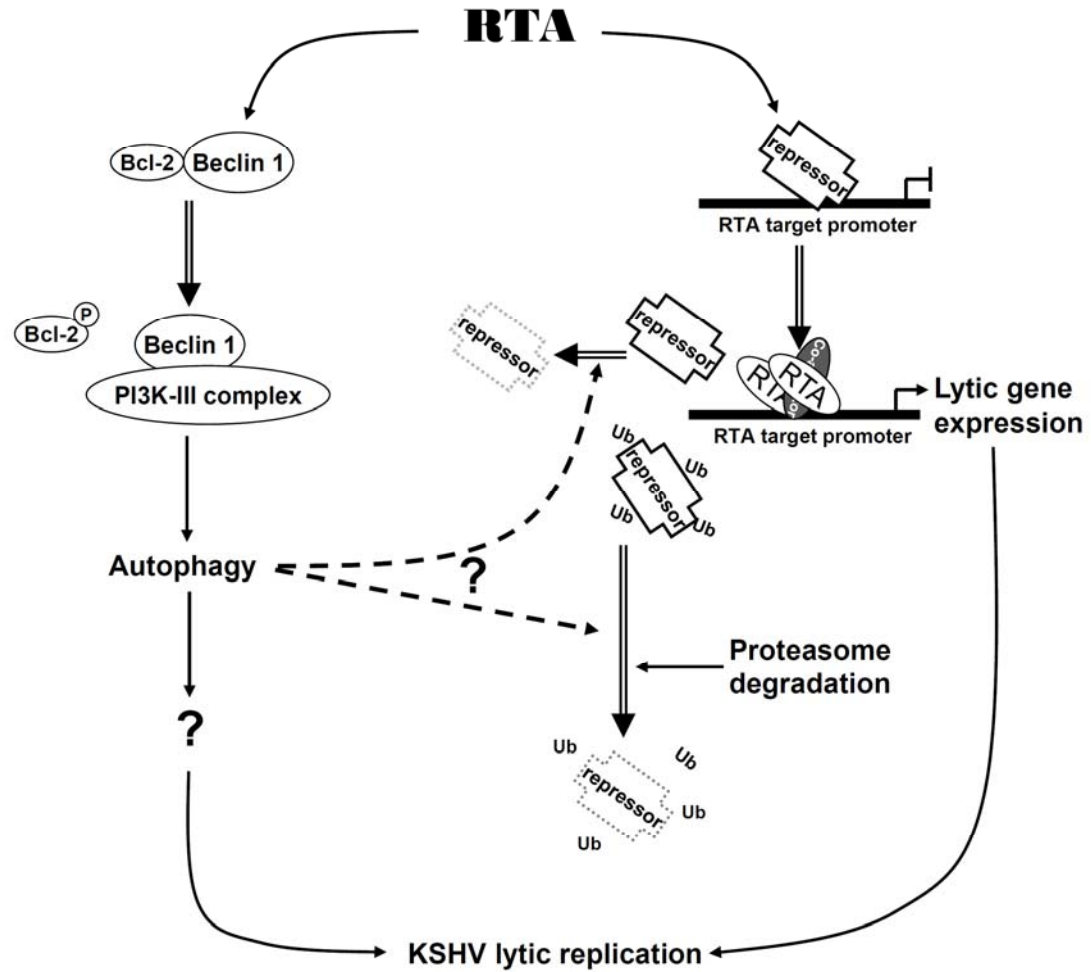 RTA
Bcl-2
Beclin 1
repressor
RTA target promoter
Bcl-2
P
Beclin 1
PI3K-III complex
repressor
repressor
RTA
RTA
RTA target promoter
Lytic gene
expression
Ub
Ub
repressor
Ub
Ub
Autophagy
?
Proteasome
degradation
?
Ub
Ub
repressor
Ub
Ub
KSHV lytic replication